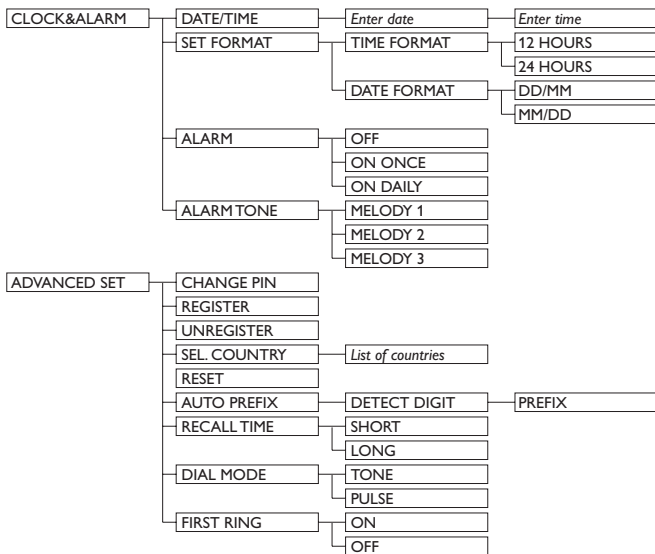 CLOCK&ALARM DATE/TIME Enter date Enter time
SET FORMAT TIME FORMAT 12 HOURS
24 HOURS
DATE FORMAT DD/MM
MM/DD
ALARM OFF
ON ONCE
ON DAILY
ALARM TONE MELODY 1
MELODY 2
MELODY 3
ADVANCED SET CHANGE PIN
REGISTER
UNREGISTER
SEL. COUNTRY List of countries
RESET
AUTO PREFIX DETECT DIGIT PREFIX
RECALL TIME SHORT
LONG
DIAL MODE TONE
PULSE
FIRST RING ON
OFF